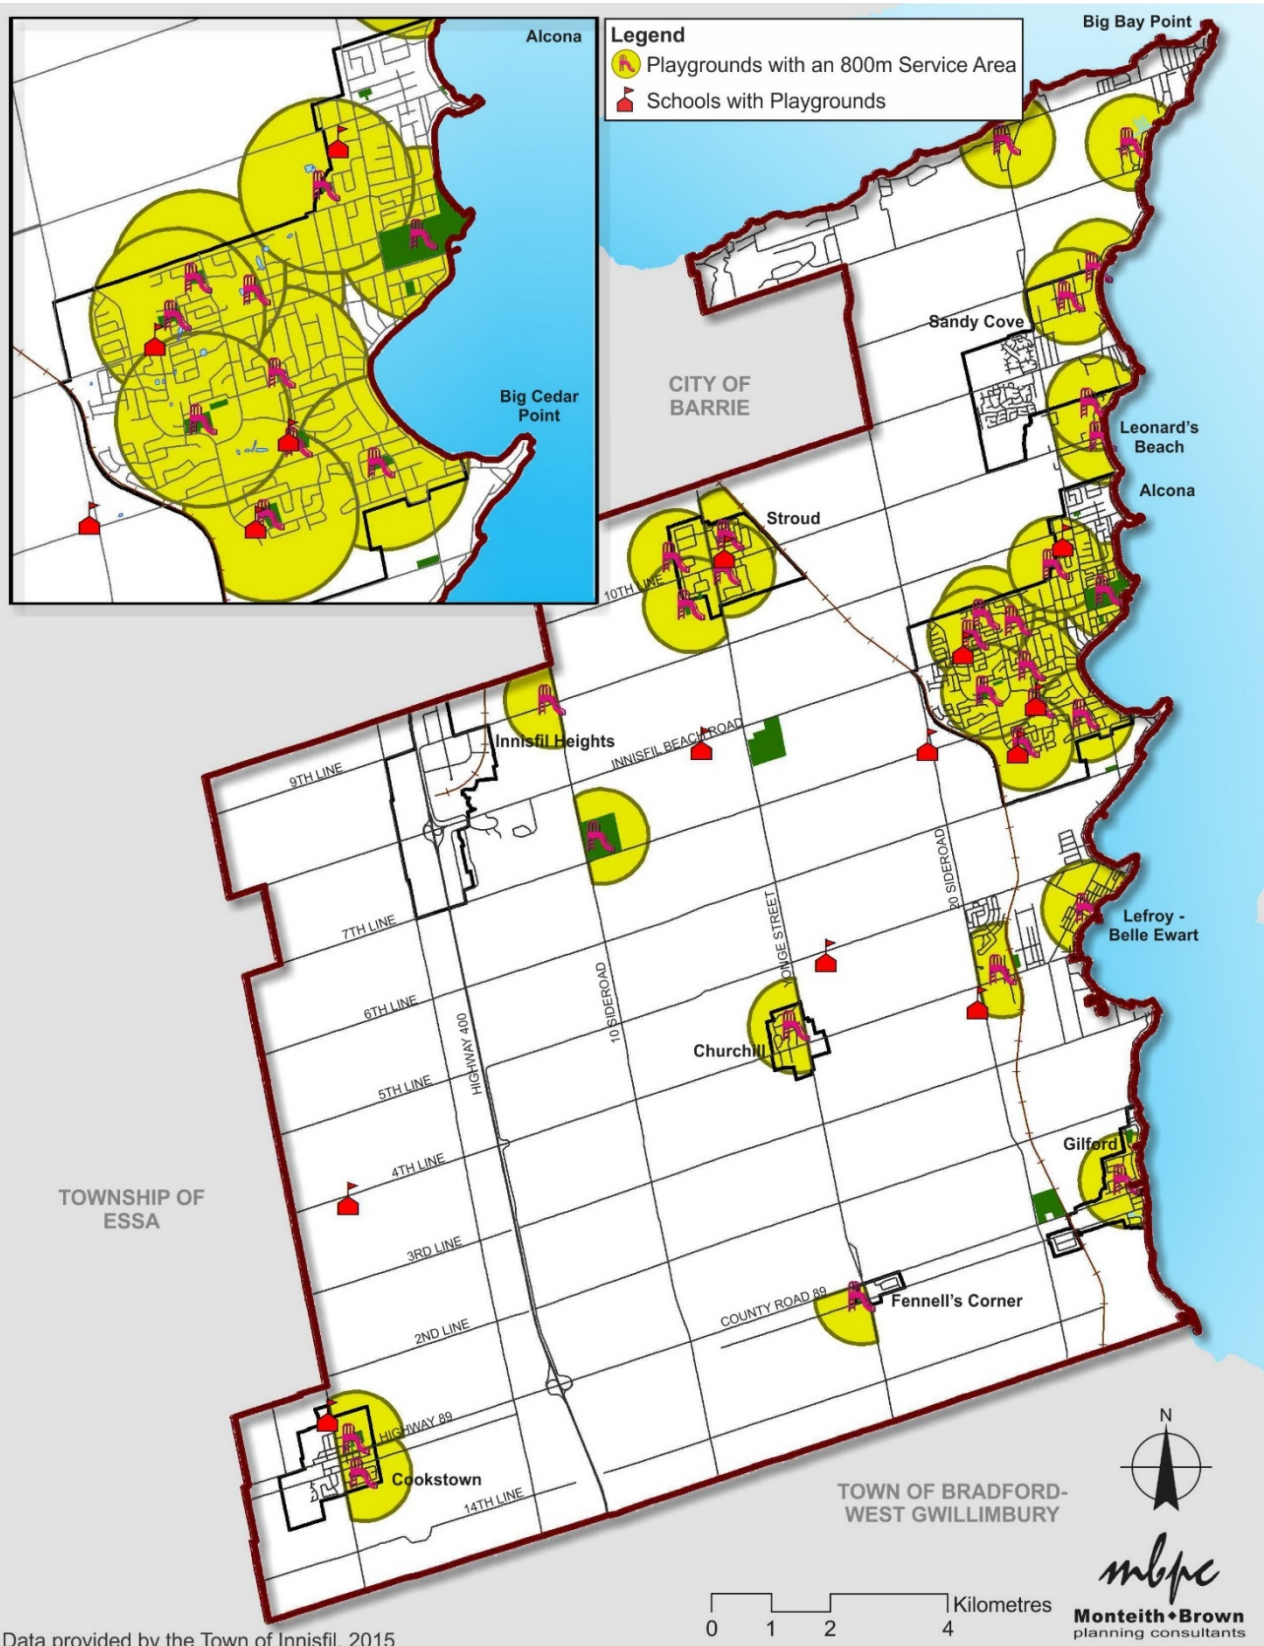 Alcona
Big Cedar
Point
Legend
Playgrounds with an 800m Service Area
Schools with Playgrounds
Big Bay Point
Sandy Cove
CITY OF
BARRIE
Leonard's
Beach
Alcona
Stroud
10TH LINE
Innisfil Heights
INNISFIL BEACH ROAD
9TH LINE
20 SIDEROAD
7TH LINE
YONGE STREET
Lefroy -
Belle Ewart
6TH LINE
10 SIDEROAD
HIGHWAY 400
Churchill
5TH LINE
Gilford
4TH LINE
TOWNSHIP OF
ESSA
3RD LINE
COUNTY ROAD 89
Fennell's Corner
2ND LINE
HIGHWAY 89
Cookstown
14TH LINE
TOWN OF BRADFORD-
WEST GWILLIMBURY
N
mbpc
Monteith♦Brown
planning consultants
Kilometres
0 1 2 4
Data provided by the Town of Innisfil, 2015